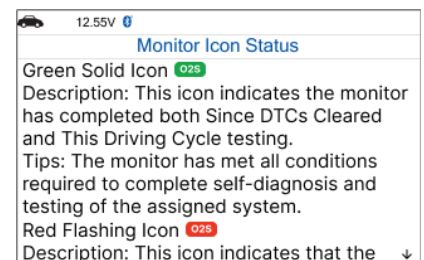 12.55V
Monitor Icon Status
Green Solid Icon O2S
Description: This icon indicates the monitor
has completed both Since DTCs Cleared
and This Driving Cycle testing.
Tips: The monitor has met all conditions
required to complete self-diagnosis and
testing of the assigned system.
Red Flashing Icon O2S
Description: This icon indicates that the